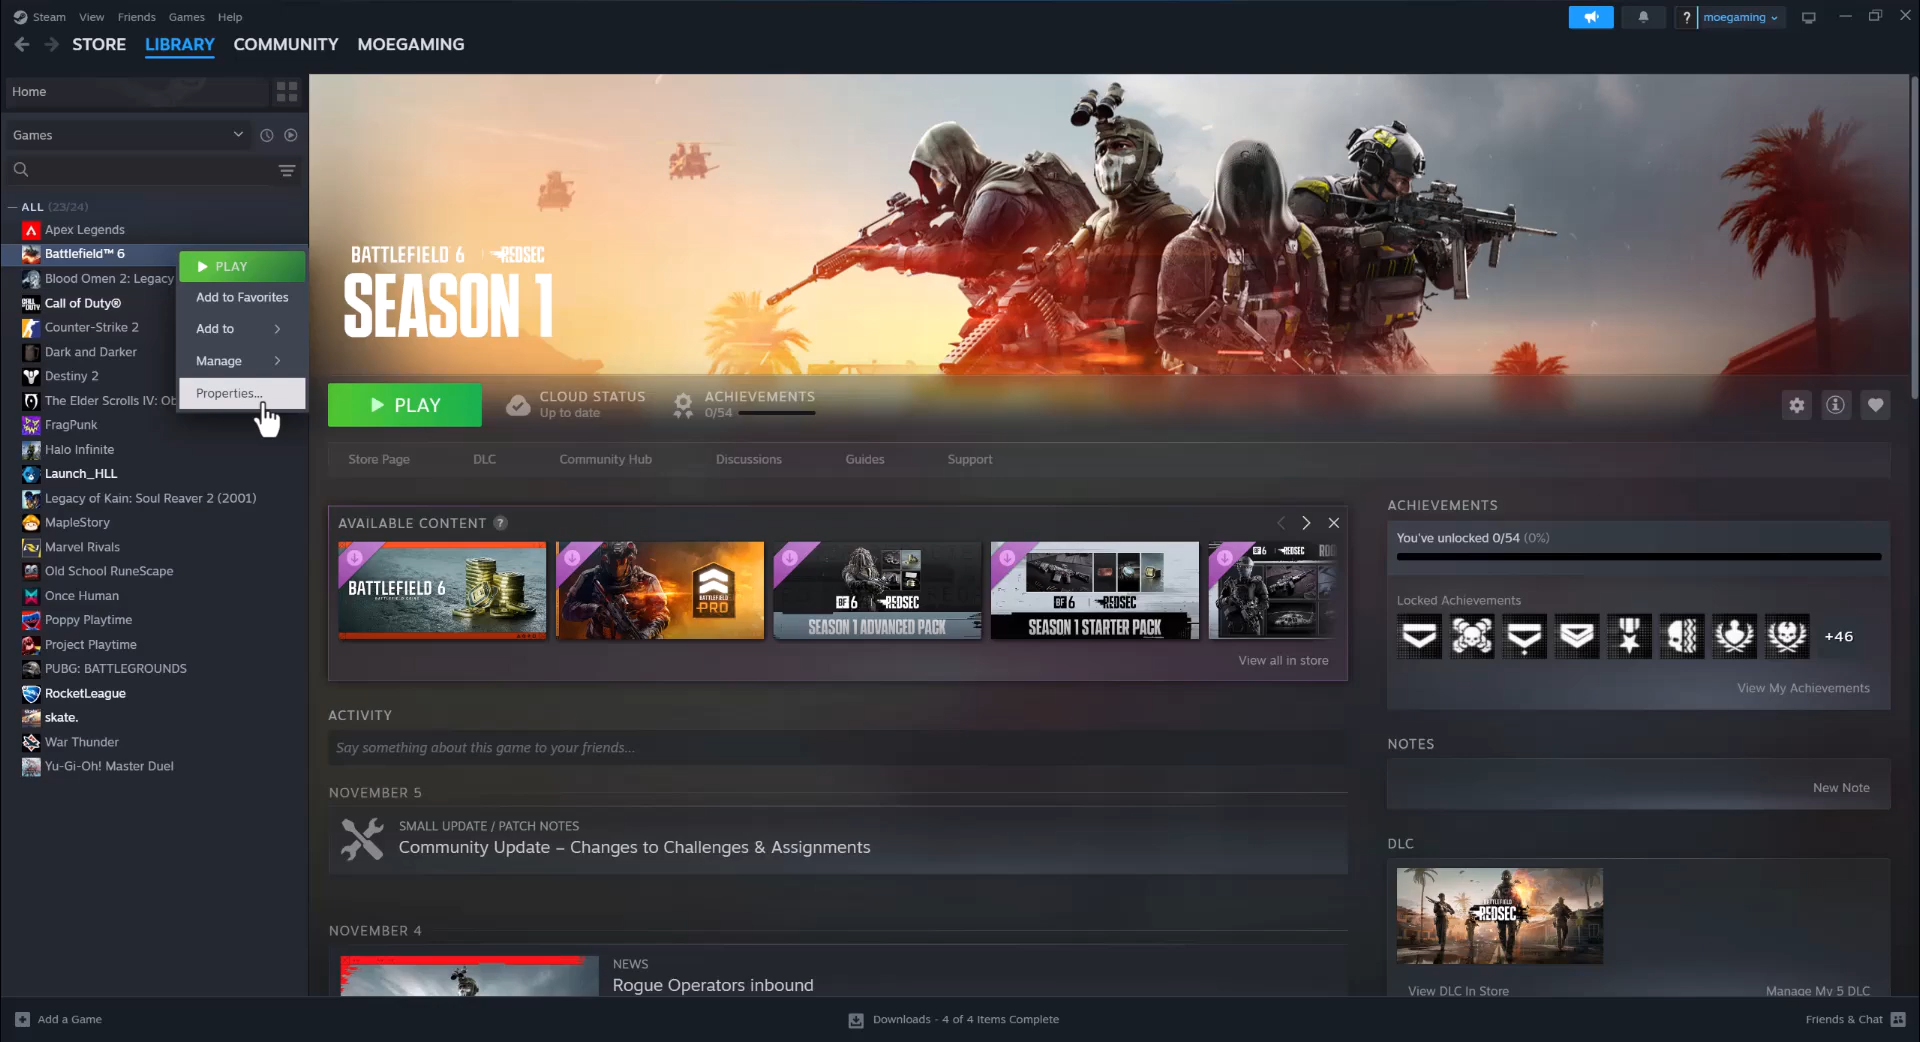 Steam View Friends Games Help
? moegaming
STORE LIBRARY COMMUNITY MOEGAMING
Home
Games
ALL (23/24)
Apex Legends
Battlefield™ 6
Blood Omen 2: Legacy
Call of Duty®
Counter-Strike 2
Dark and Darker
Destiny 2
The Elder Scrolls IV: Ob
FragPunk
Halo Infinite
Launch_HLL
Legacy of Kain: Soul Reaver 2 (2001)
MapleStory
Marvel Rivals
Old School RuneScape
Once Human
Poppy Playtime
Project Playtime
PUBG: BATTLEGROUNDS
RocketLeague
skate.
War Thunder
Yu-Gi-Oh! Master Duel
PLAY
Add to Favorites
Add to
Manage
Properties...
BATTLEFIELD 6 REDSEC
SEASON 1
PLAY
CLOUD STATUS
Up to date
ACHIEVEMENTS
0/54
Store Page DLC Community Hub Discussions Guides Support
AVAILABLE CONTENT ?
BATTLEFIELD 6
BATTLEFIELD
PRO
BF6 REDSEC
SEASON 1 ADVANCED PACK
BF6 REDSEC
SEASON 1 STARTER PACK
BF6 REDSEC
View all in store
ACTIVITY
Say something about this game to your friends...
NOVEMBER 5
SMALL UPDATE / PATCH NOTES
Community Update – Changes to Challenges & Assignments
NOVEMBER 4
NEWS
Rogue Operators inbound
ACHIEVEMENTS
You've unlocked 0/54 (0%)
Locked Achievements
+46
View My Achievements
NOTES
New Note
DLC
BATTLEFIELD
REDSEC
View DLC In Store Manage My 5 DLC
Add a Game
Downloads - 4 of 4 Items Complete
Friends & Chat